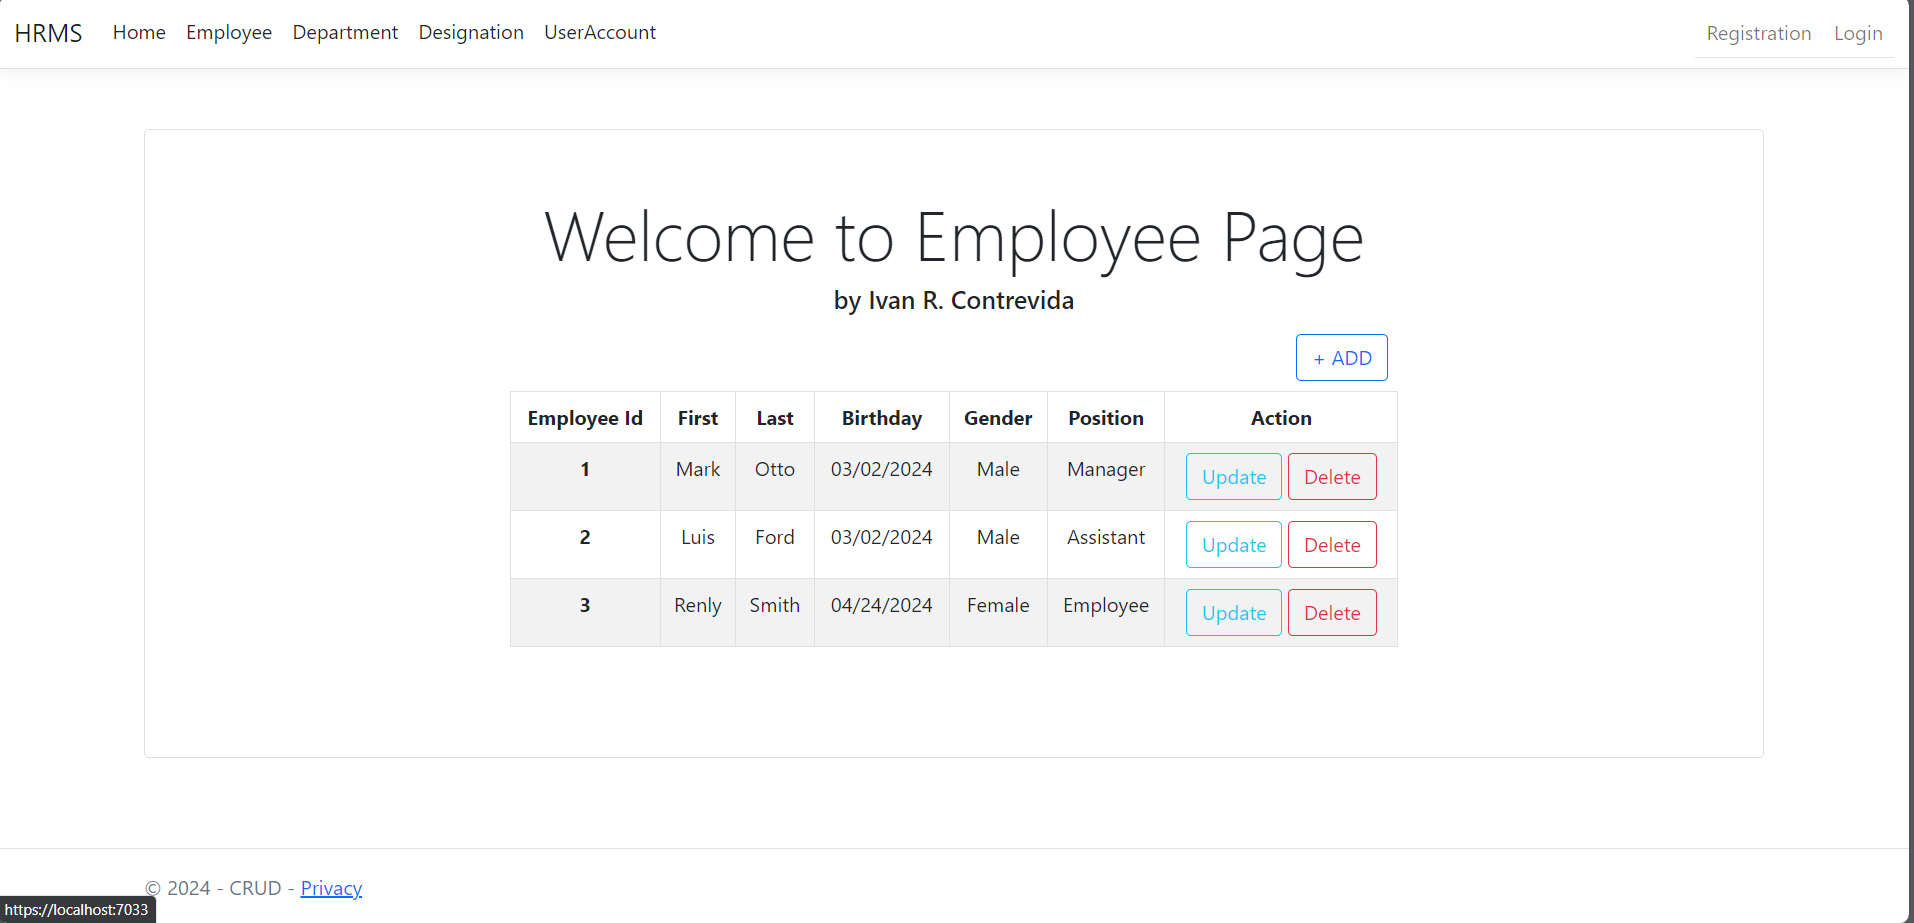 HRMS Home Employee Department Designation UserAccount Registration Login
Welcome to Employee Page
by Ivan R. Contrevida
+ ADD
Employee Id First Last Birthday Gender Position Action
1 Mark Otto 03/02/2024 Male Manager Update Delete
2 Luis Ford 03/02/2024 Male Assistant Update Delete
3 Renly Smith 04/24/2024 Female Employee Update Delete
© 2024 - CRUD - Privacy
https://localhost:7033